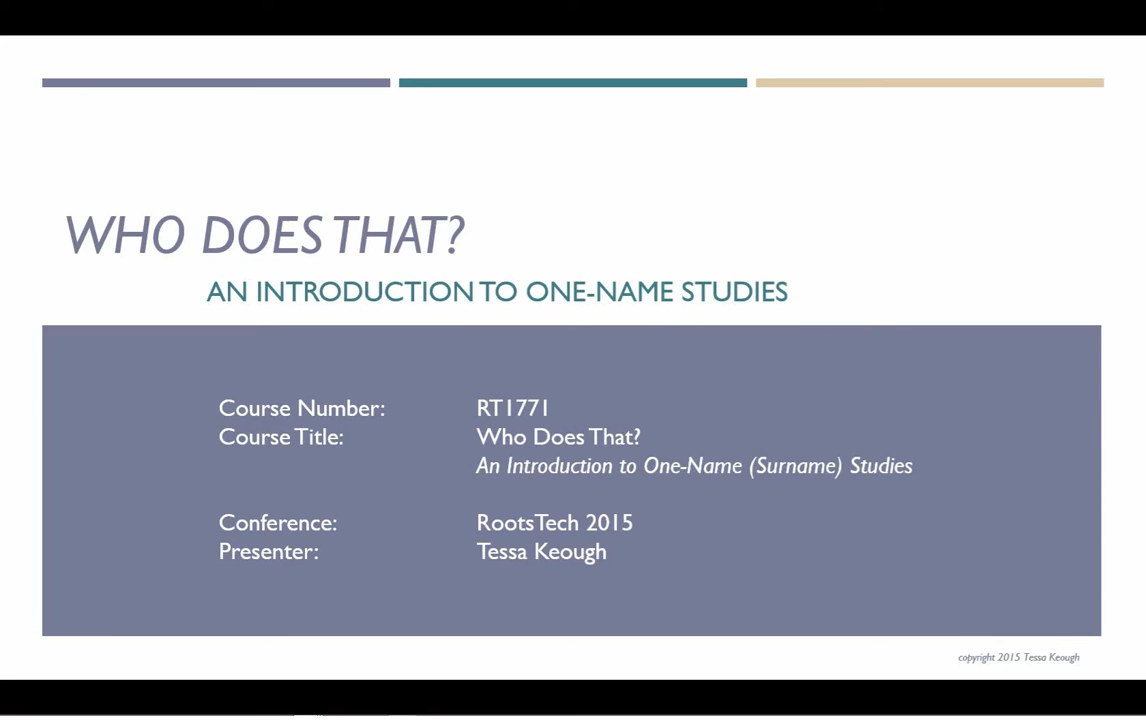 WHO DOES THAT?
AN INTRODUCTION TO ONE-NAME STUDIES
Course Number: RT1771
Course Title: Who Does That?
An Introduction to One-Name (Surname) Studies
Conference: RootsTech 2015
Presenter: Tessa Keough
copyright 2015 Tessa Keough